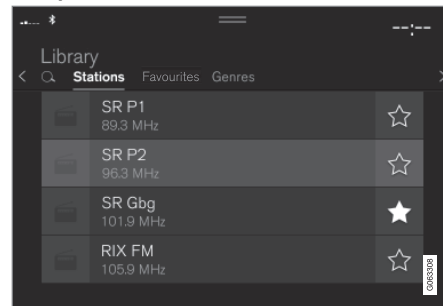 --:--
Library
Stations Favourites Genres
SR P1
89.3 MHz
SR P2
96.3 MHz
SR Gbg
101.9 MHz
RIX FM
105.9 MHz
G063308